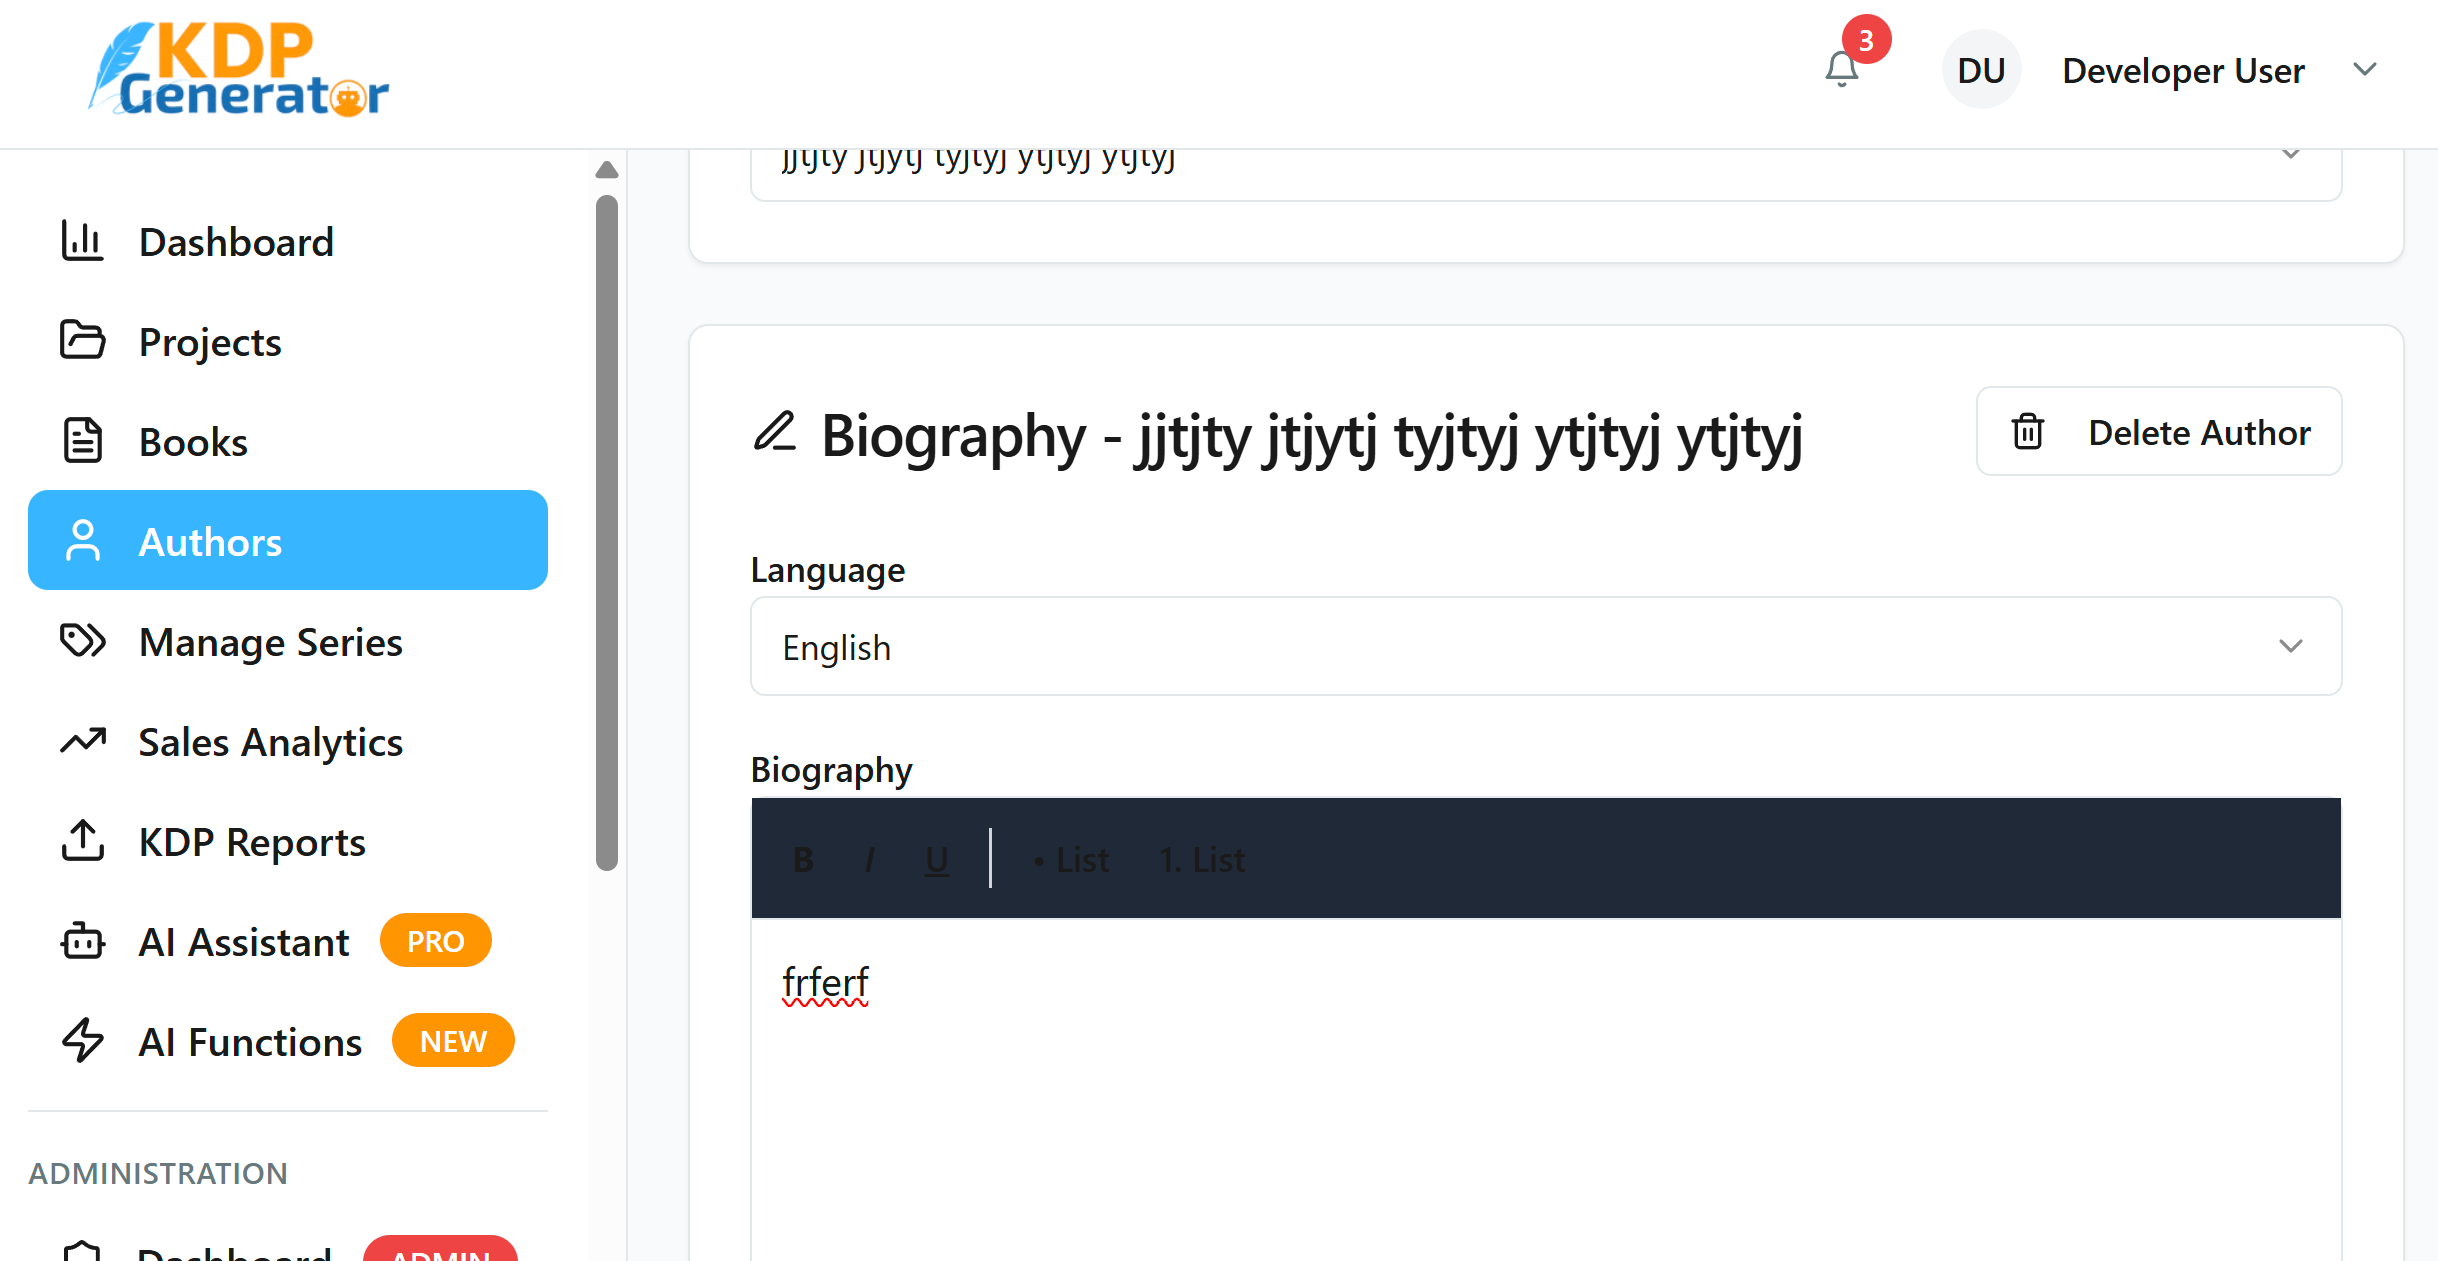 KDP
Generator
3
DU
Developer User
jjtjty jtjytj tyjtyj ytjtyj ytjtyj
Dashboard
Projects
Books
Authors
Manage Series
Sales Analytics
KDP Reports
AI Assistant PRO
AI Functions NEW
ADMINISTRATION
Dashboard ADMIN
Biography - jjtjty jtjytj tyjtyj ytjtyj ytjtyj
Delete Author
Language
English
Biography
B I U • List 1. List
frferf